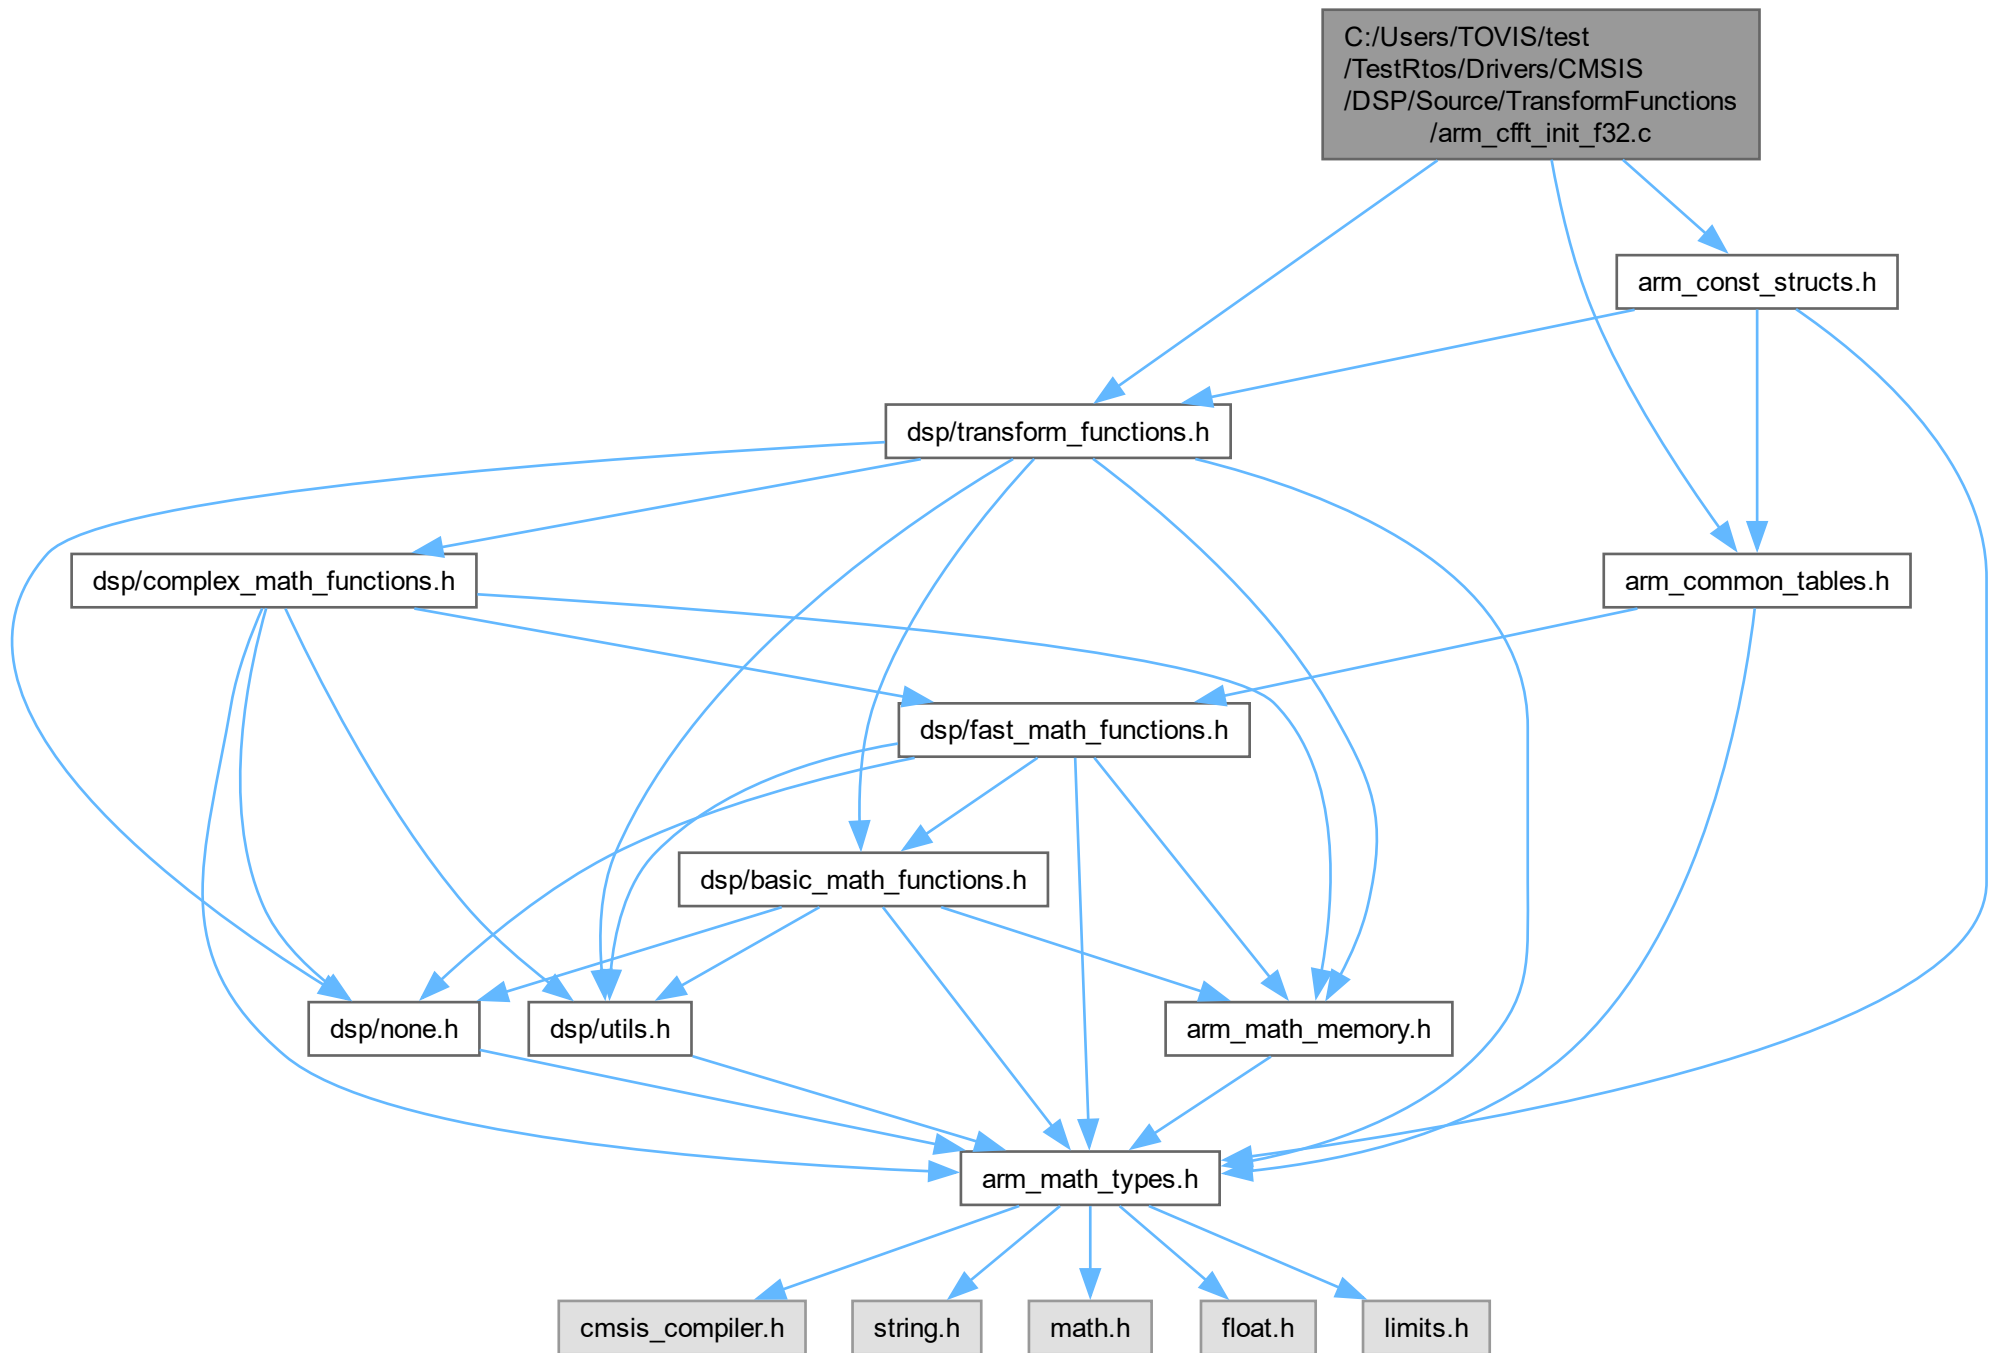 C:/Users/TOVIS/test
/TestRtos/Drivers/CMSIS
/DSP/Source/TransformFunctions
/arm_cfft_init_f32.c
arm_const_structs.h
dsp/transform_functions.h
dsp/complex_math_functions.h
arm_common_tables.h
dsp/fast_math_functions.h
dsp/basic_math_functions.h
dsp/none.h
dsp/utils.h
arm_math_memory.h
arm_math_types.h
cmsis_compiler.h
string.h
math.h
float.h
limits.h